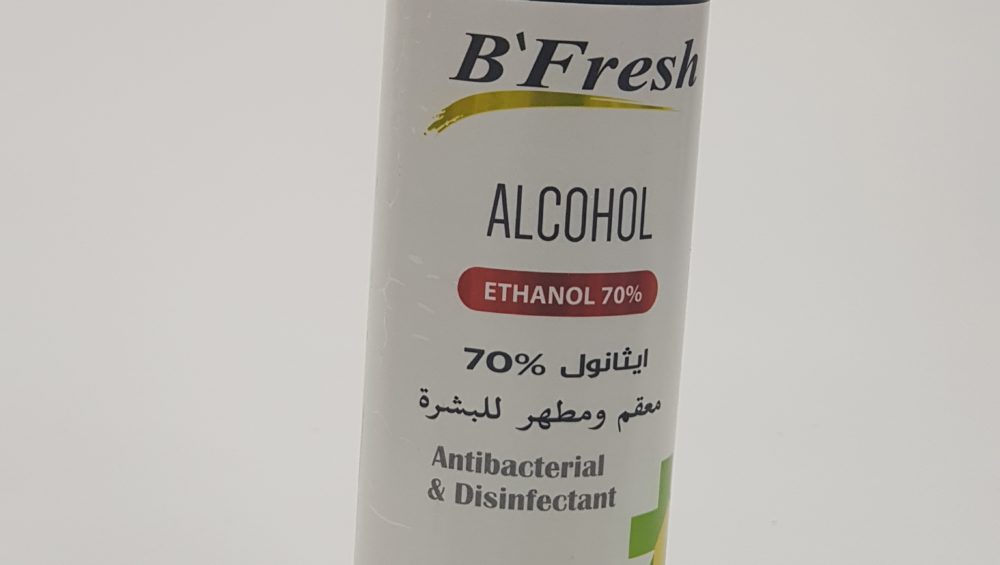 B'Fresh
ALCOHOL
ETHANOL 70%
ايثانول 70%
معقم ومطهر للبشرة
Antibacterial
& Disinfectant